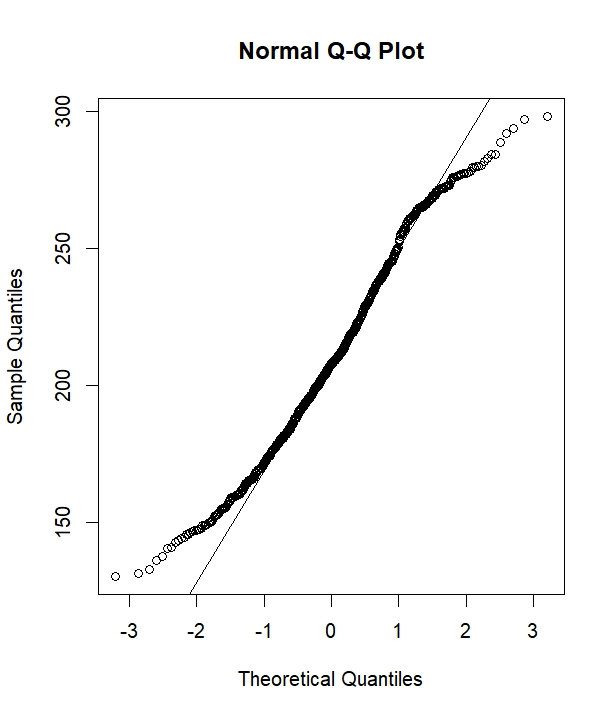 Normal Q-Q Plot
300
250
200
150
Sample Quantiles
-3 -2 -1 0 1 2 3
Theoretical Quantiles